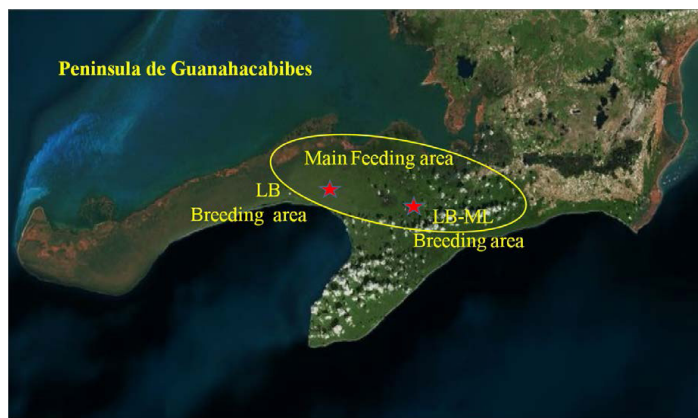 Peninsula de Guanahacabibes
Main Feeding area
LB
Breeding area
LB-ML
Breeding area